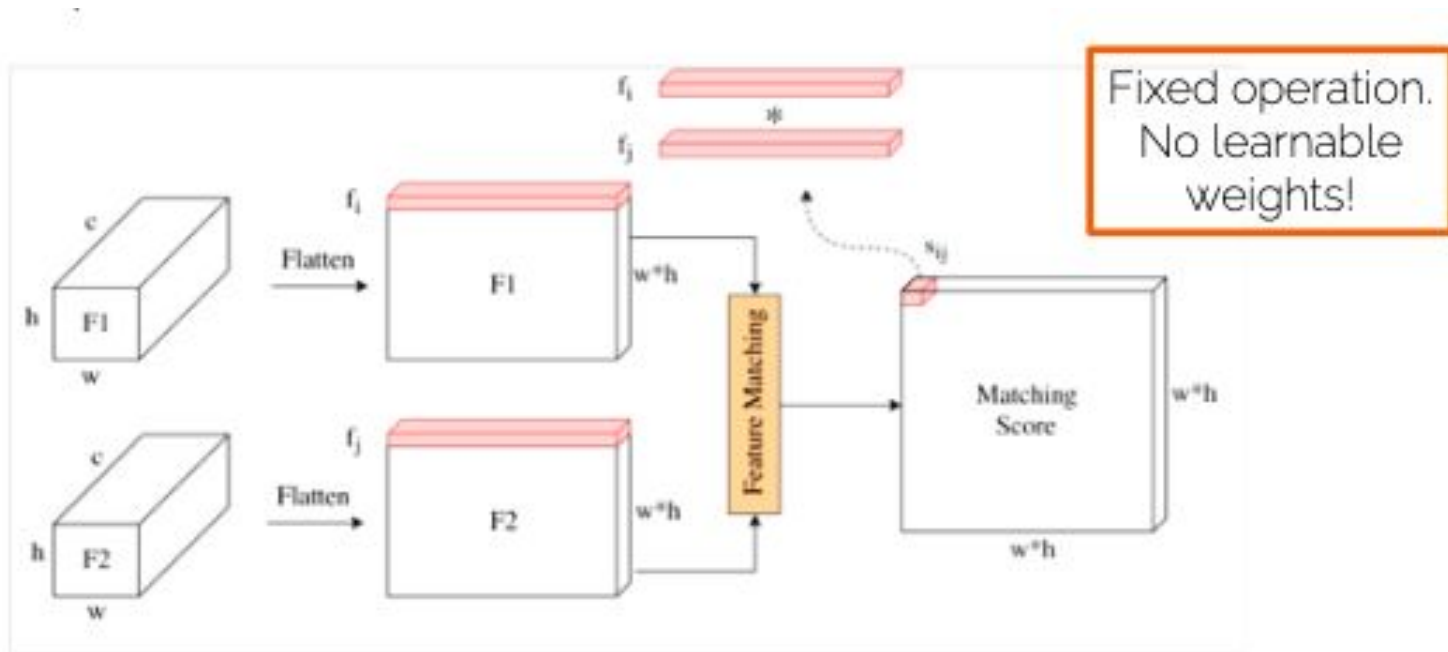 f_i
*
f_j
Fixed operation.
No learnable
weights!
c
h
F1
w
Flatten
f_i
F1
w*h
c
h
F2
w
Flatten
f_j
F2
w*h
Feature Matching
s_ij
Matching
Score
w*h
w*h